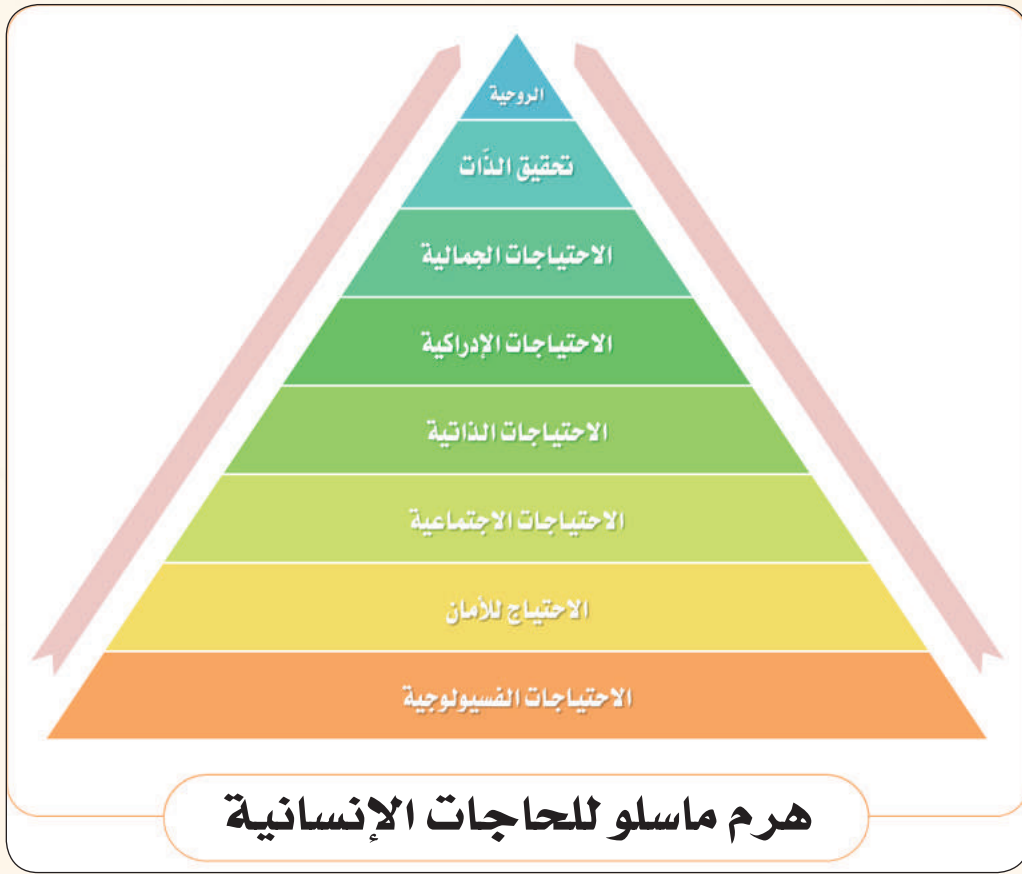 الروحية
تحقيق الذَّات
الاحتياجات الجمالية
الاحتياجات الإدراكية
الاحتياجات الذاتية
الاحتياجات الاجتماعية
الاحتياج للأمان
الاحتياجات الفسيولوجية
هرم ماسلو للحاجات الإنسانية